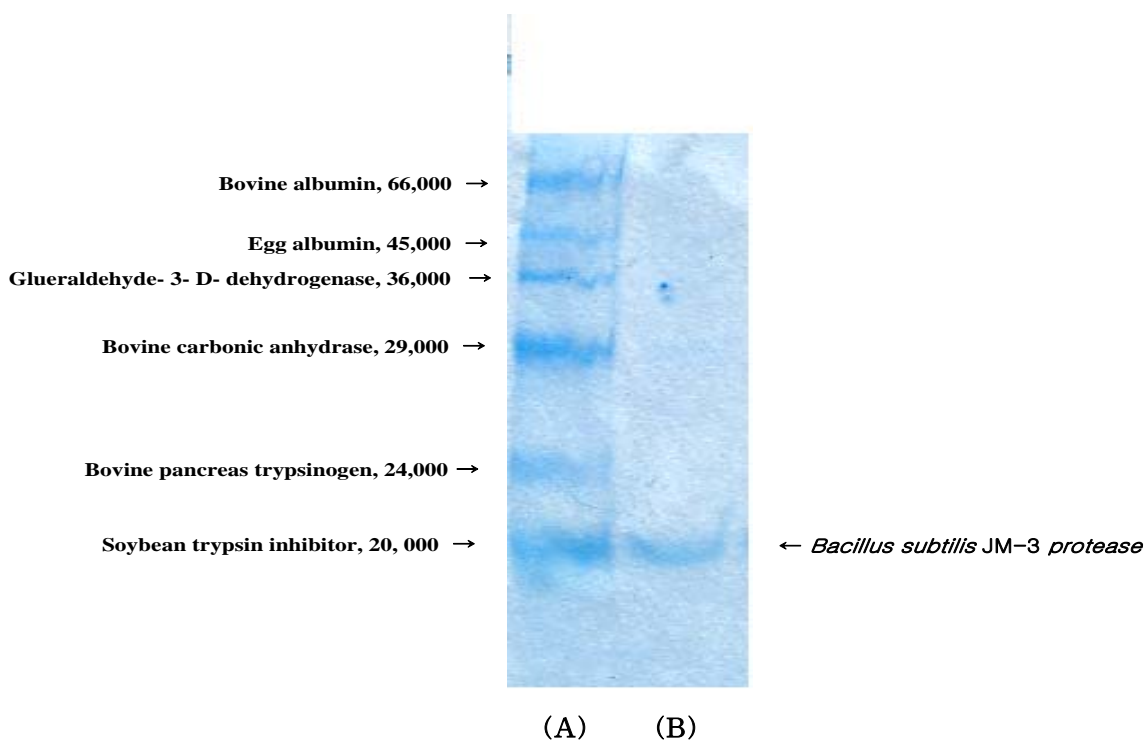 Bovine albumin, 66,000 →
Egg albumin, 45,000 →
Glueraldehyde- 3- D- dehydrogenase, 36,000 →
Bovine carbonic anhydrase, 29,000 →
Bovine pancreas trypsinogen, 24,000 →
Soybean trypsin inhibitor, 20, 000 →
← Bacillus subtilis JM-3 protease
(A) (B)